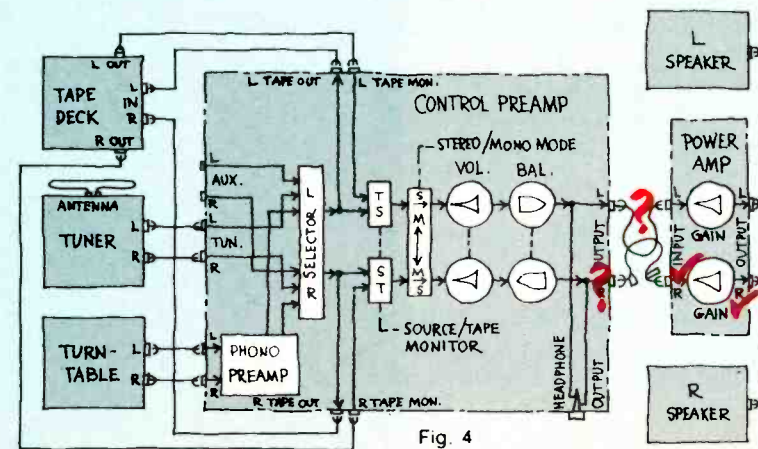 L OUT
TAPE
DECK
L
IN
R
R OUT
L TAPE OUT
L TAPE MON.
CONTROL PREAMP
STEREO/MONO MODE
VOL.
BAL.
L
SPEAKER
POWER
AMP
L
AUX.
R
L
SELECTOR
R
T
S
S
M
M
S
S
T
L
OUTPUT
?
?
L
INPUT
R
GAIN
GAIN
L
OUTPUT
R
ANTENNA
TUNER
L
R
L
TUN.
R
SOURCE/TAPE
MONITOR
TURN-
TABLE
L
R
L
R
PHONO
PREAMP
R TAPE OUT
R TAPE MON.
HEADPHONE
OUTPUT
R
SPEAKER
Fig. 4